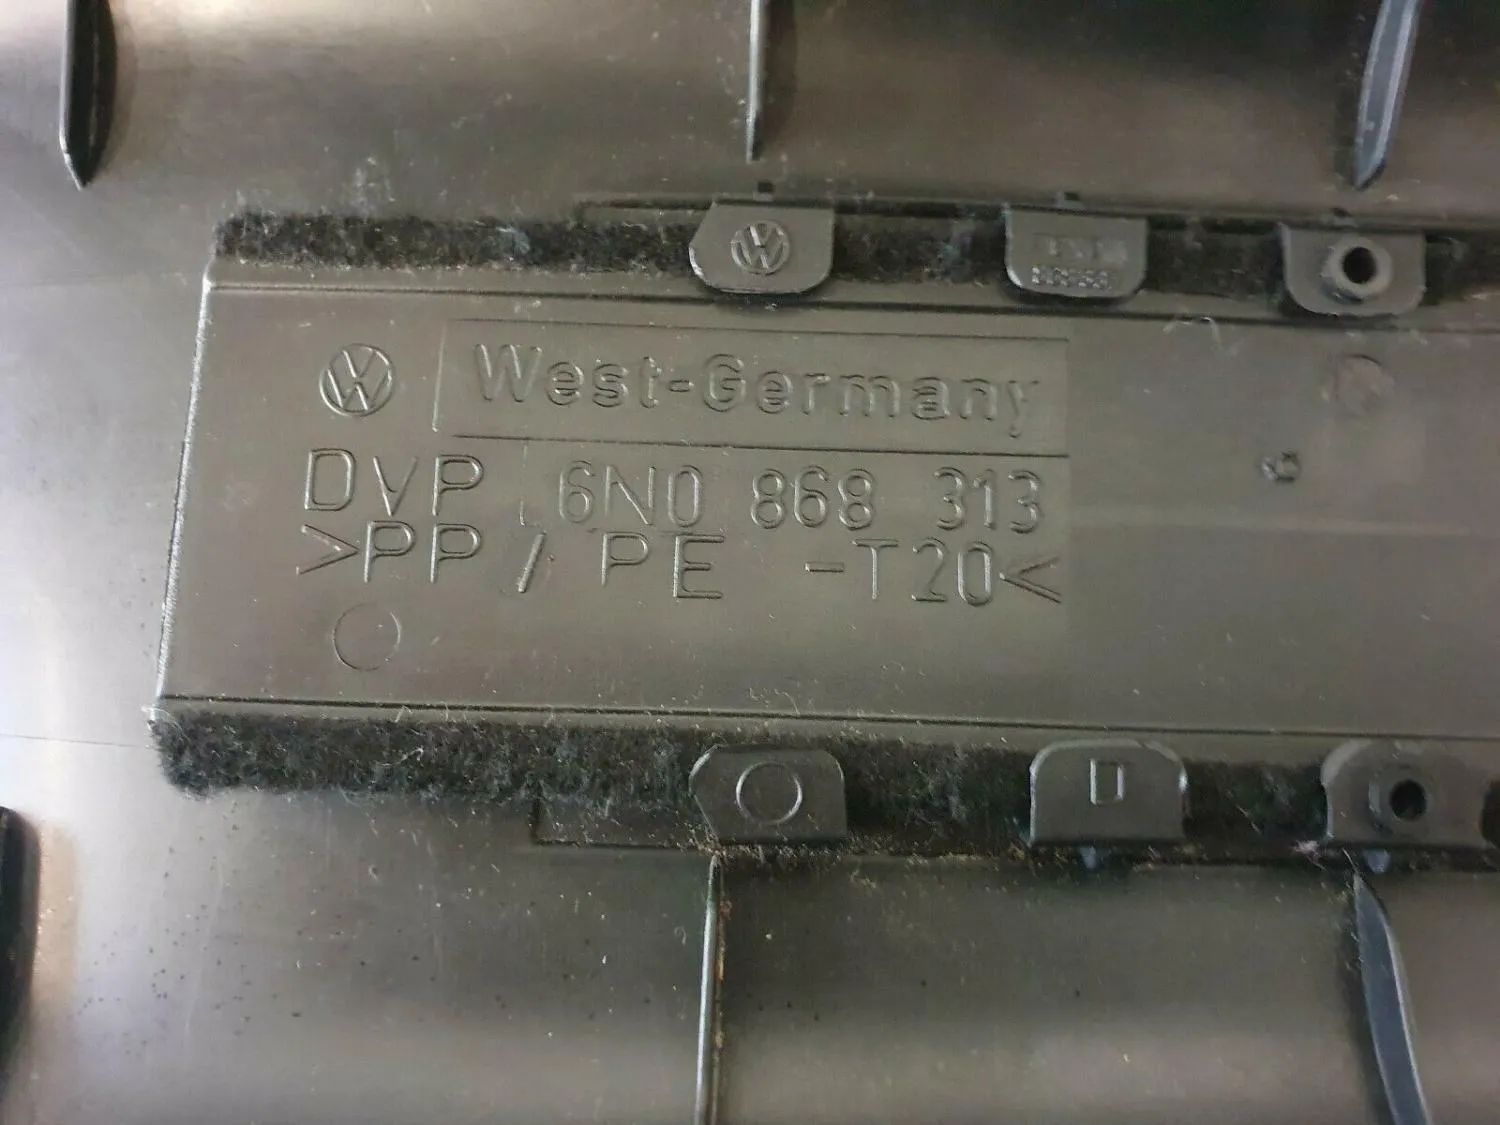 West-Germany
DVP 6N0 868 313
>PP/PE-T20<
D